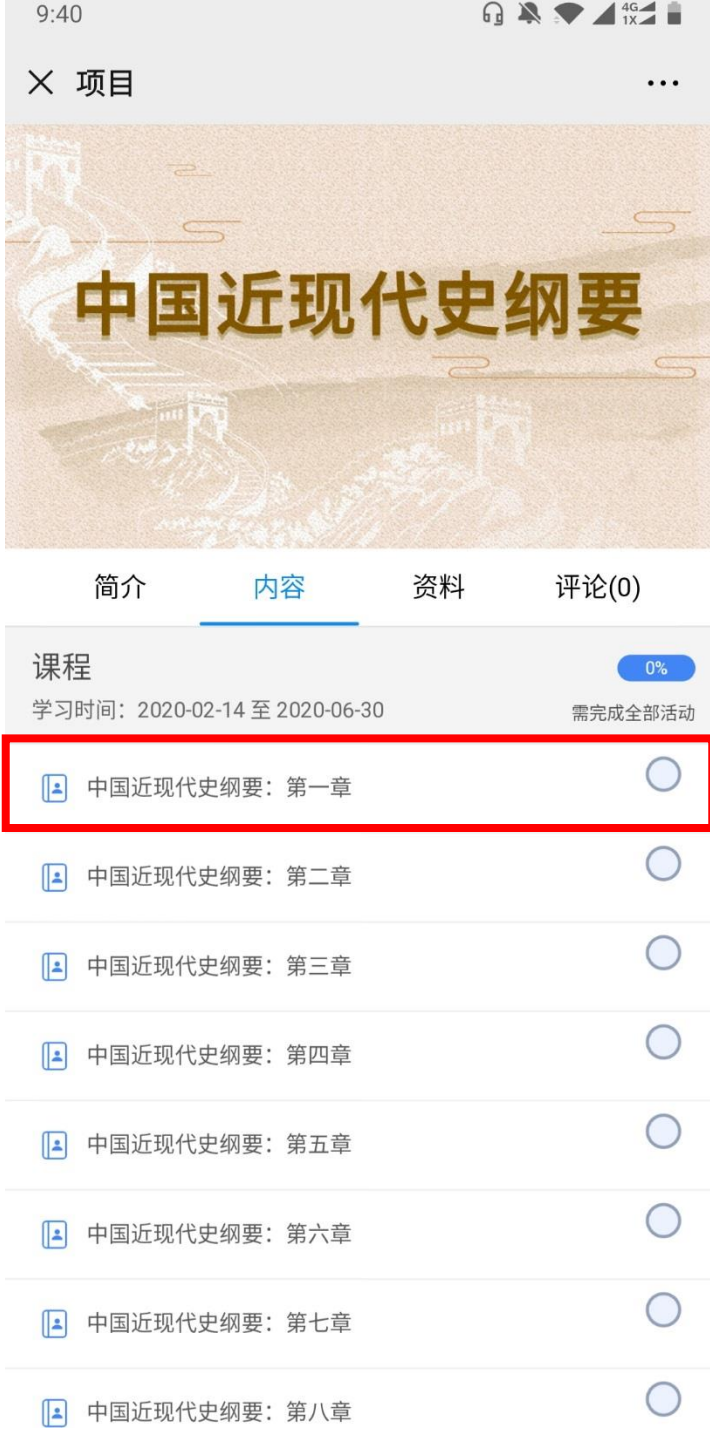 9:40
4G
1X
项目
中国近现代史纲要
简介 内容 资料 评论(0)
课程
0%
学习时间：2020-02-14 至 2020-06-30
需完成全部活动
中国近现代史纲要：第一章
中国近现代史纲要：第二章
中国近现代史纲要：第三章
中国近现代史纲要：第四章
中国近现代史纲要：第五章
中国近现代史纲要：第六章
中国近现代史纲要：第七章
中国近现代史纲要：第八章